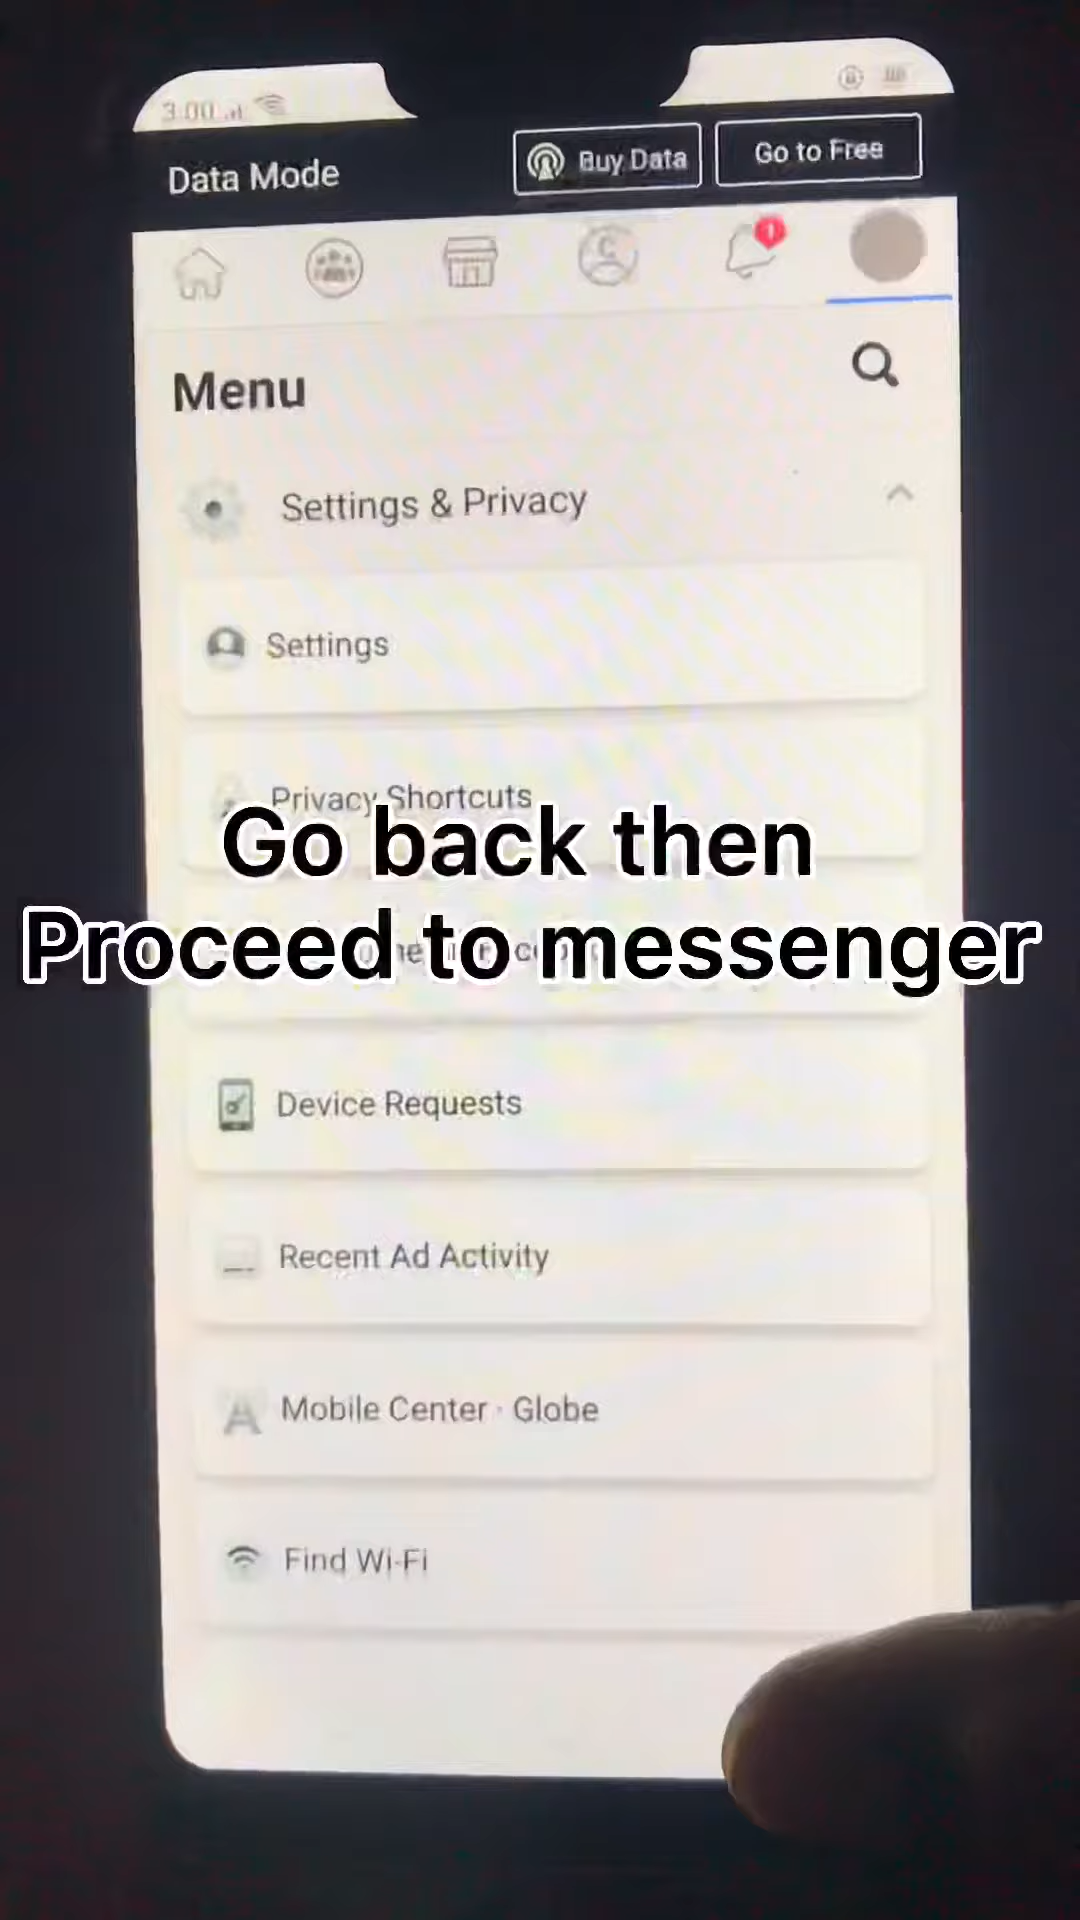 3:00
Data Mode
Buy Data
Go to Free
1
Menu
Settings & Privacy
Settings
Privacy Shortcuts
Go back then
Proceed to messenger
Device Requests
Recent Ad Activity
Mobile Center · Globe
Find Wi-Fi